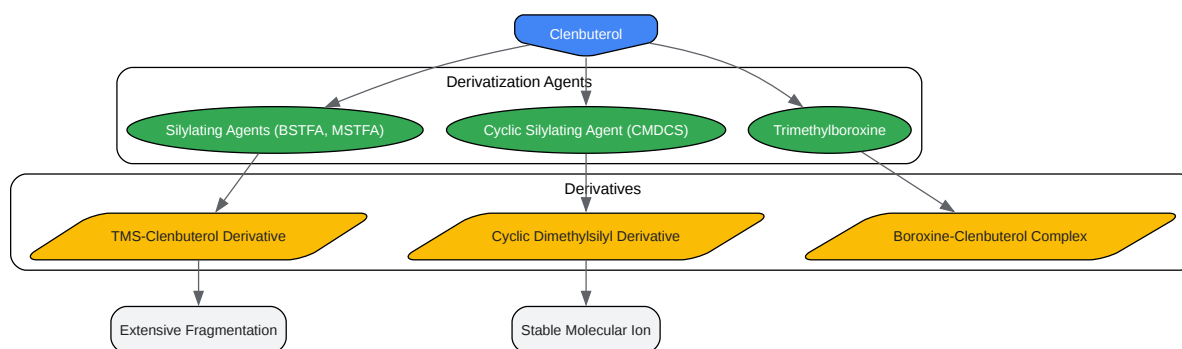 Clenbuterol
Derivatization Agents
Silylating Agents (BSTFA, MSTFA)
Cyclic Silylating Agent (CMDCS)
Trimethylboroxine
Derivatives
TMS-Clenbuterol Derivative
Cyclic Dimethylsilyl Derivative
Boroxine-Clenbuterol Complex
Extensive Fragmentation
Stable Molecular Ion